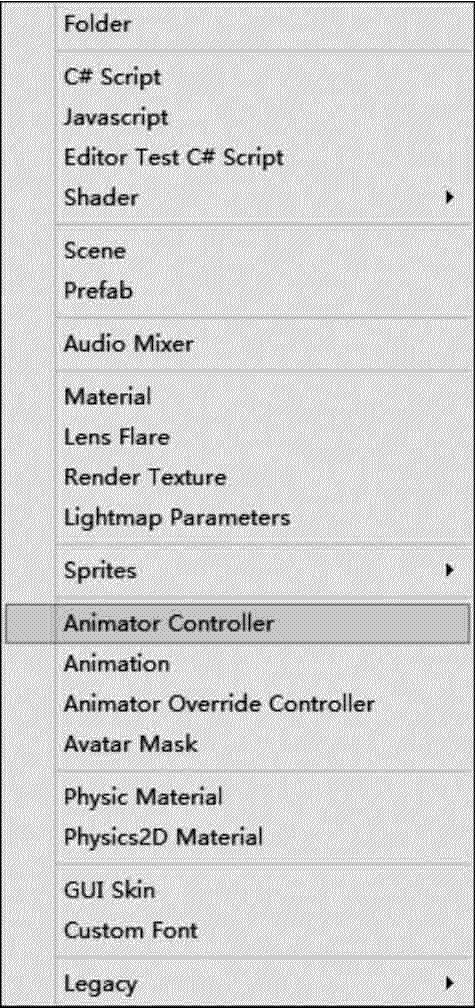 Folder
C# Script
Javascript
Editor Test C# Script
Shader
Scene
Prefab
Audio Mixer
Material
Lens Flare
Render Texture
Lightmap Parameters
Sprites
Animator Controller
Animation
Animator Override Controller
Avatar Mask
Physic Material
Physics2D Material
GUI Skin
Custom Font
Legacy